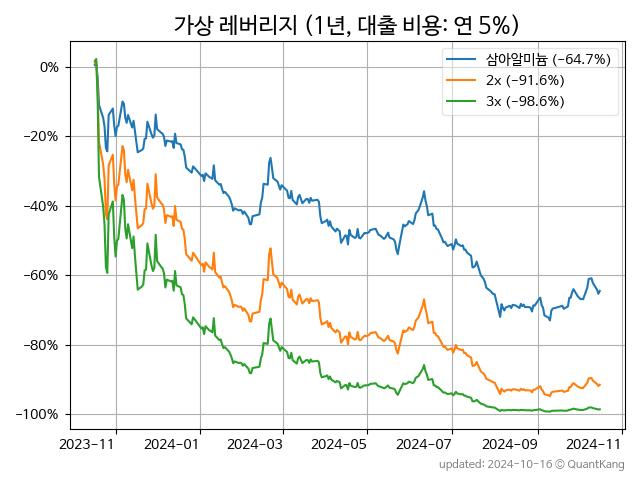 가상 레버리지 (1년, 대출 비용: 연 5%)
삼아알미늄 (−64.7%)
2x (−91.6%)
3x (−98.6%)
0%
−20%
−40%
−60%
−80%
−100%
2023−11 2024−01 2024−03 2024−05 2024−07 2024−09 2024−11
updated: 2024-10-16 © QuantKang